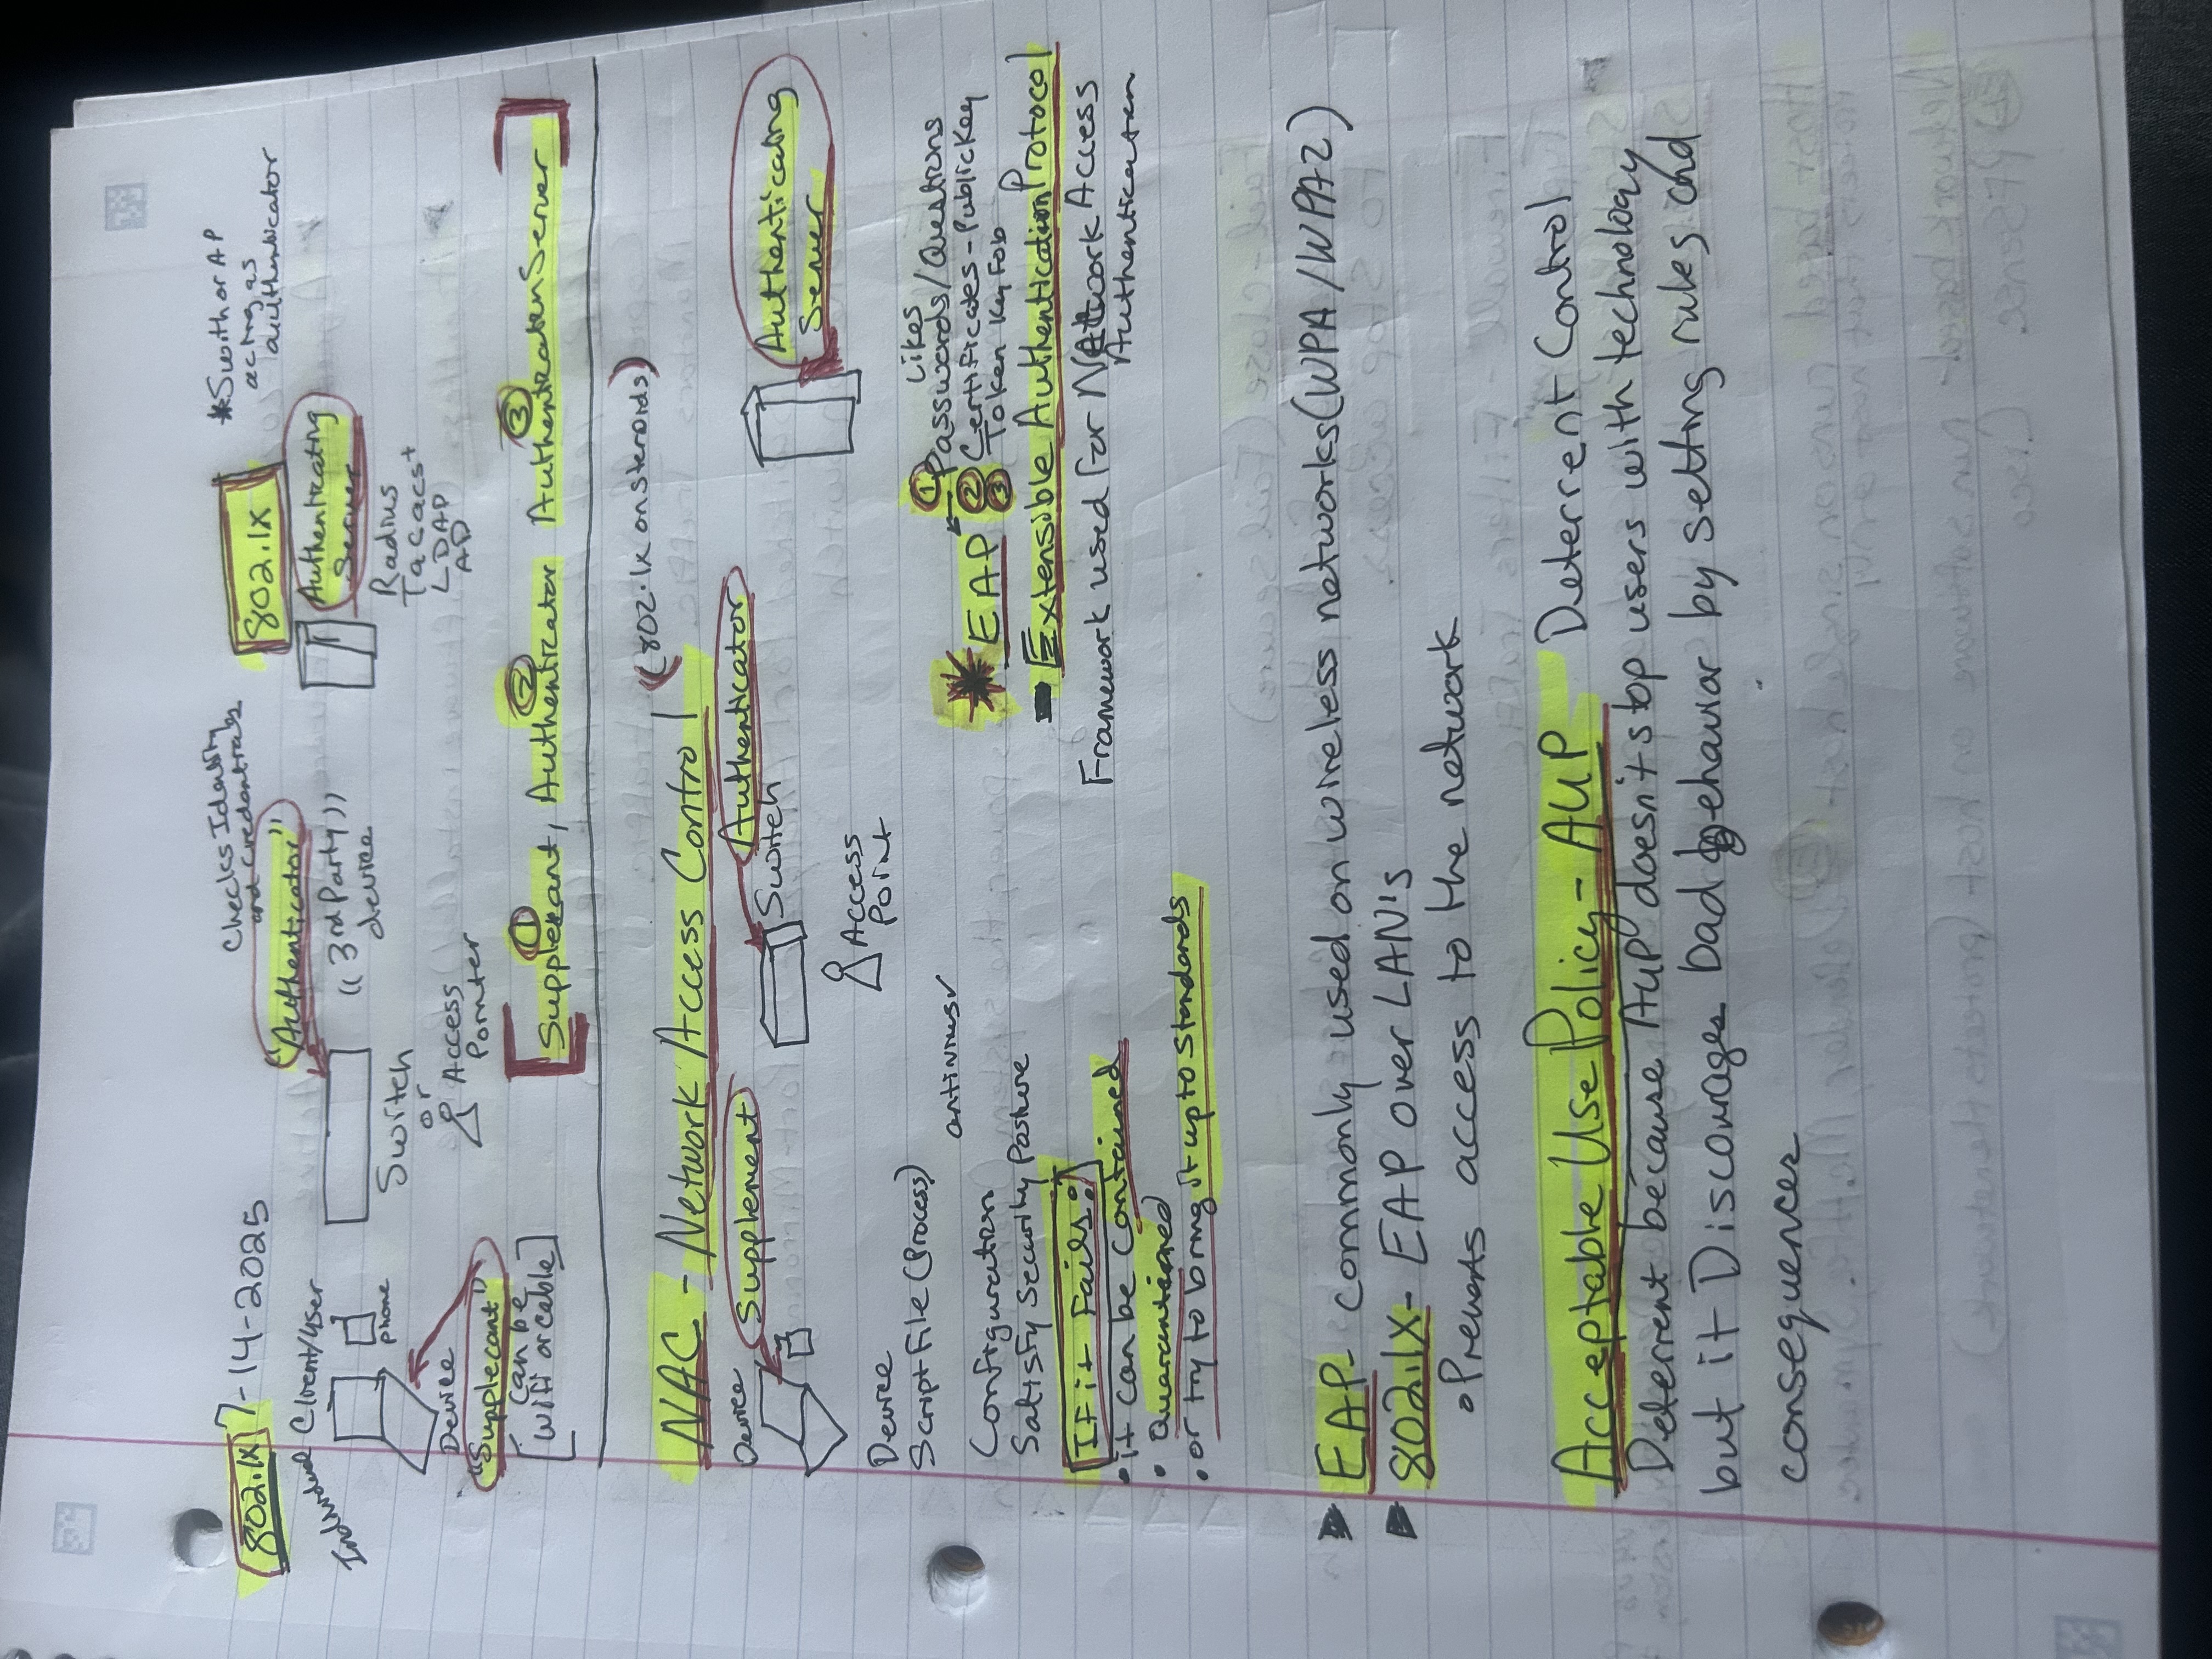 802.1x 7-14-2025
Checks Identity
and credentials
"Authenticator"
802.1x
*Swith or AP
acting as
authenticator
Individual Client/User
phone
Device
"Supplecant"
can be
[Wifi or cable]
Switch
or
Access
Pointer
"3rd Party"
device
Authenticating
Server
Radius
Tacacs+
LDAP
AD
① ② ③
[Supplecant, Authenticator Authentication Server]
NAC - Network Access Control (802.1x on steroids)
Device Supplement
Authenticator
Switch
Access
Point
Authenticating
Server
Device
Script File (Process)
antivirus✓
Configuration
Satisfy Security Posture
If it Fails:
• it can be contained
• Quarantined
• or try to bring it up to Standards
Likes
① Passwords/Questions
* EAP ② Certificates - Public Key
③ Token Key Fob
- Extensible Authentication Protocol
Framework used for Network Access
Authentication
► EAP - commonly used on wireless networks (WPA/WPA2)
► 802.1X - EAP over LAN's
• Prevents access to the network
Acceptable Use Policy - AUP Deterrent Control
Deterrent because AUP doesn't stop users with technology
but it Discourages bad behavior by setting rules and
consequences